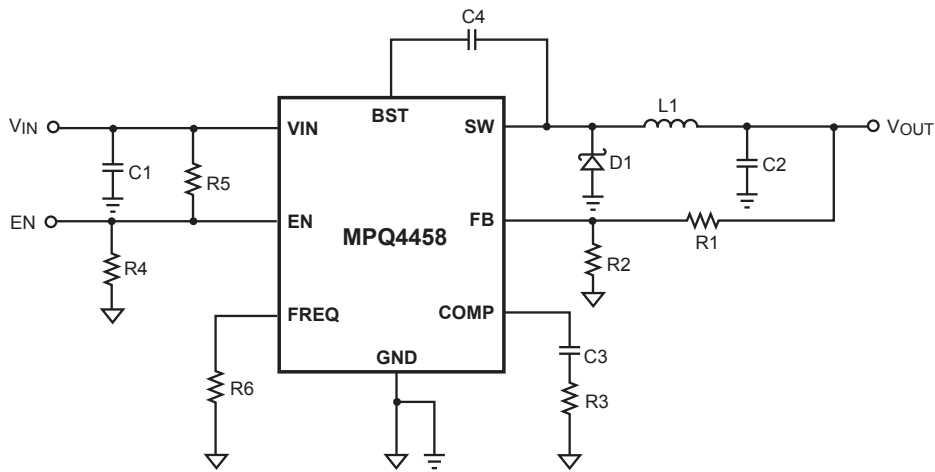 C4
VIN
BST
VIN
SW
L1
VOUT
C1
R5
D1
C2
EN
EN
FB
R1
MPQ4458
R4
R2
FREQ
COMP
GND
C3
R6
R3